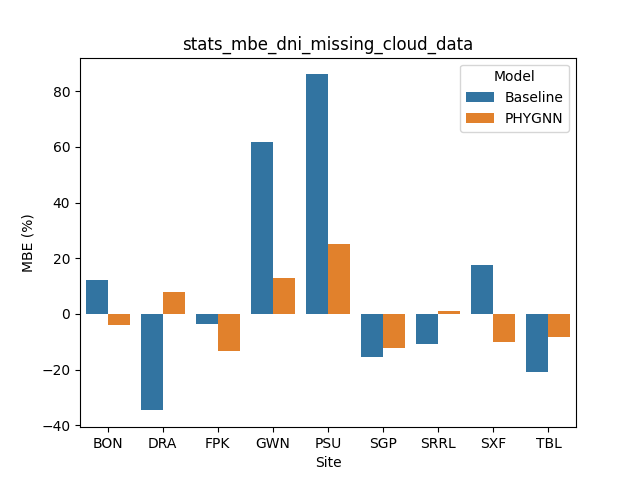 stats_mbe_dni_missing_cloud_data
Model
Baseline
PHYGNN
MBE (%)
80
60
40
20
0
−20
−40
BON DRA FPK GWN PSU SGP SRRL SXF TBL
Site